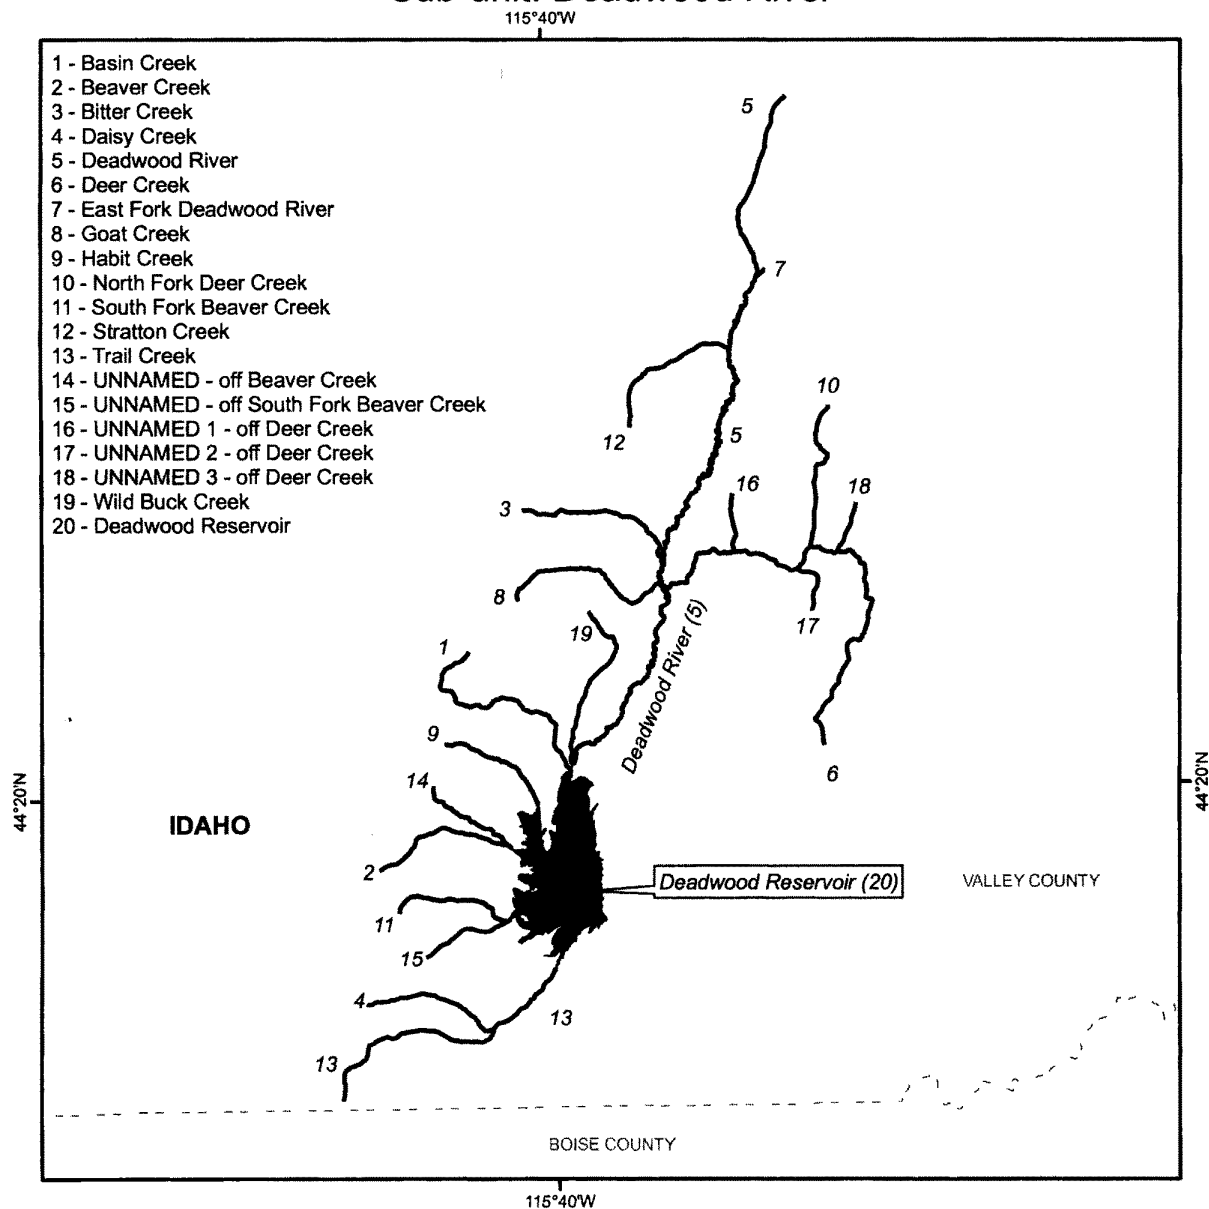 Sub-unit: Deadwood River
115°40'W
1 - Basin Creek
2 - Beaver Creek
3 - Bitter Creek
4 - Daisy Creek
5 - Deadwood River
6 - Deer Creek
7 - East Fork Deadwood River
8 - Goat Creek
9 - Habit Creek
10 - North Fork Deer Creek
11 - South Fork Beaver Creek
12 - Stratton Creek
13 - Trail Creek
14 - UNNAMED - off Beaver Creek
15 - UNNAMED - off South Fork Beaver Creek
16 - UNNAMED 1 - off Deer Creek
17 - UNNAMED 2 - off Deer Creek
18 - UNNAMED 3 - off Deer Creek
19 - Wild Buck Creek
20 - Deadwood Reservoir
5
7
10
12
5
16
18
3
8
17
19
1
Deadwood River (5)
9
6
14
44°20'N
44°20'N
IDAHO
2
Deadwood Reservoir (20)
VALLEY COUNTY
11
15
4
13
13
BOISE COUNTY
115°40'W